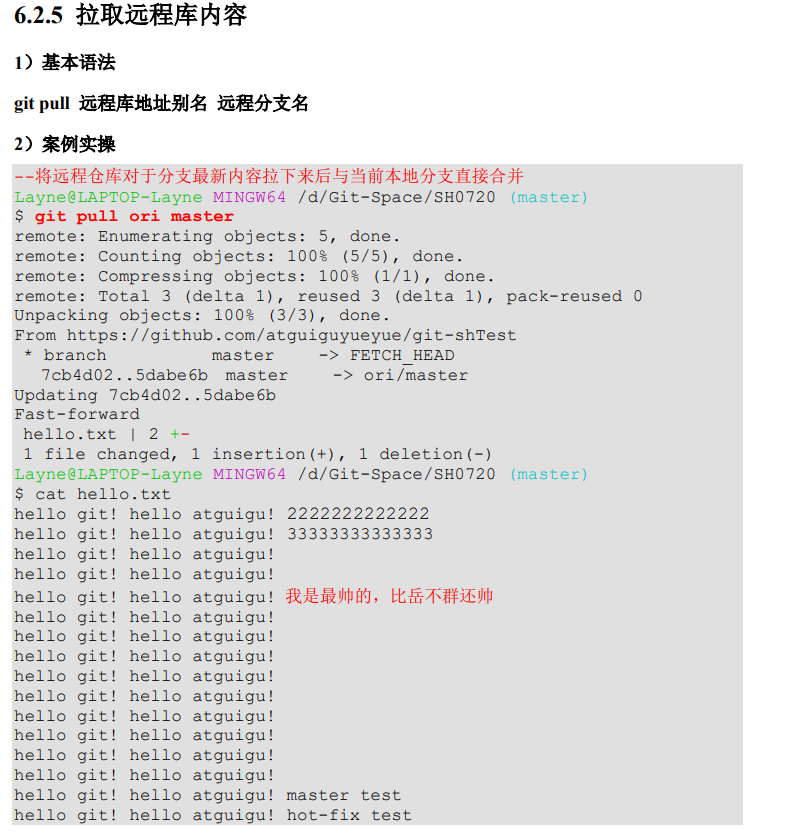 6.2.5 拉取远程库内容
1）基本语法
git pull 远程库地址别名 远程分支名
2）案例实操
--将远程仓库对于分支最新内容拉下来后与当前本地分支直接合并
Layne@LAPTOP-Layne MINGW64 /d/Git-Space/SH0720 (master)
$ git pull ori master
remote: Enumerating objects: 5, done.
remote: Counting objects: 100% (5/5), done.
remote: Compressing objects: 100% (1/1), done.
remote: Total 3 (delta 1), reused 3 (delta 1), pack-reused 0
Unpacking objects: 100% (3/3), done.
From https://github.com/atguiguyueyue/git-shTest
 * branch          master    -> FETCH_HEAD
   7cb4d02..5dabe6b  master    -> ori/master
Updating 7cb4d02..5dabe6b
Fast-forward
 hello.txt | 2 +-
 1 file changed, 1 insertion(+), 1 deletion(-)
Layne@LAPTOP-Layne MINGW64 /d/Git-Space/SH0720 (master)
$ cat hello.txt
hello git! hello atguigu! 2222222222222
hello git! hello atguigu! 33333333333333
hello git! hello atguigu!
hello git! hello atguigu!
hello git! hello atguigu! 我是最帅的，比岳不群还帅
hello git! hello atguigu!
hello git! hello atguigu!
hello git! hello atguigu!
hello git! hello atguigu!
hello git! hello atguigu!
hello git! hello atguigu!
hello git! hello atguigu!
hello git! hello atguigu!
hello git! hello atguigu!
hello git! hello atguigu! master test
hello git! hello atguigu! hot-fix test